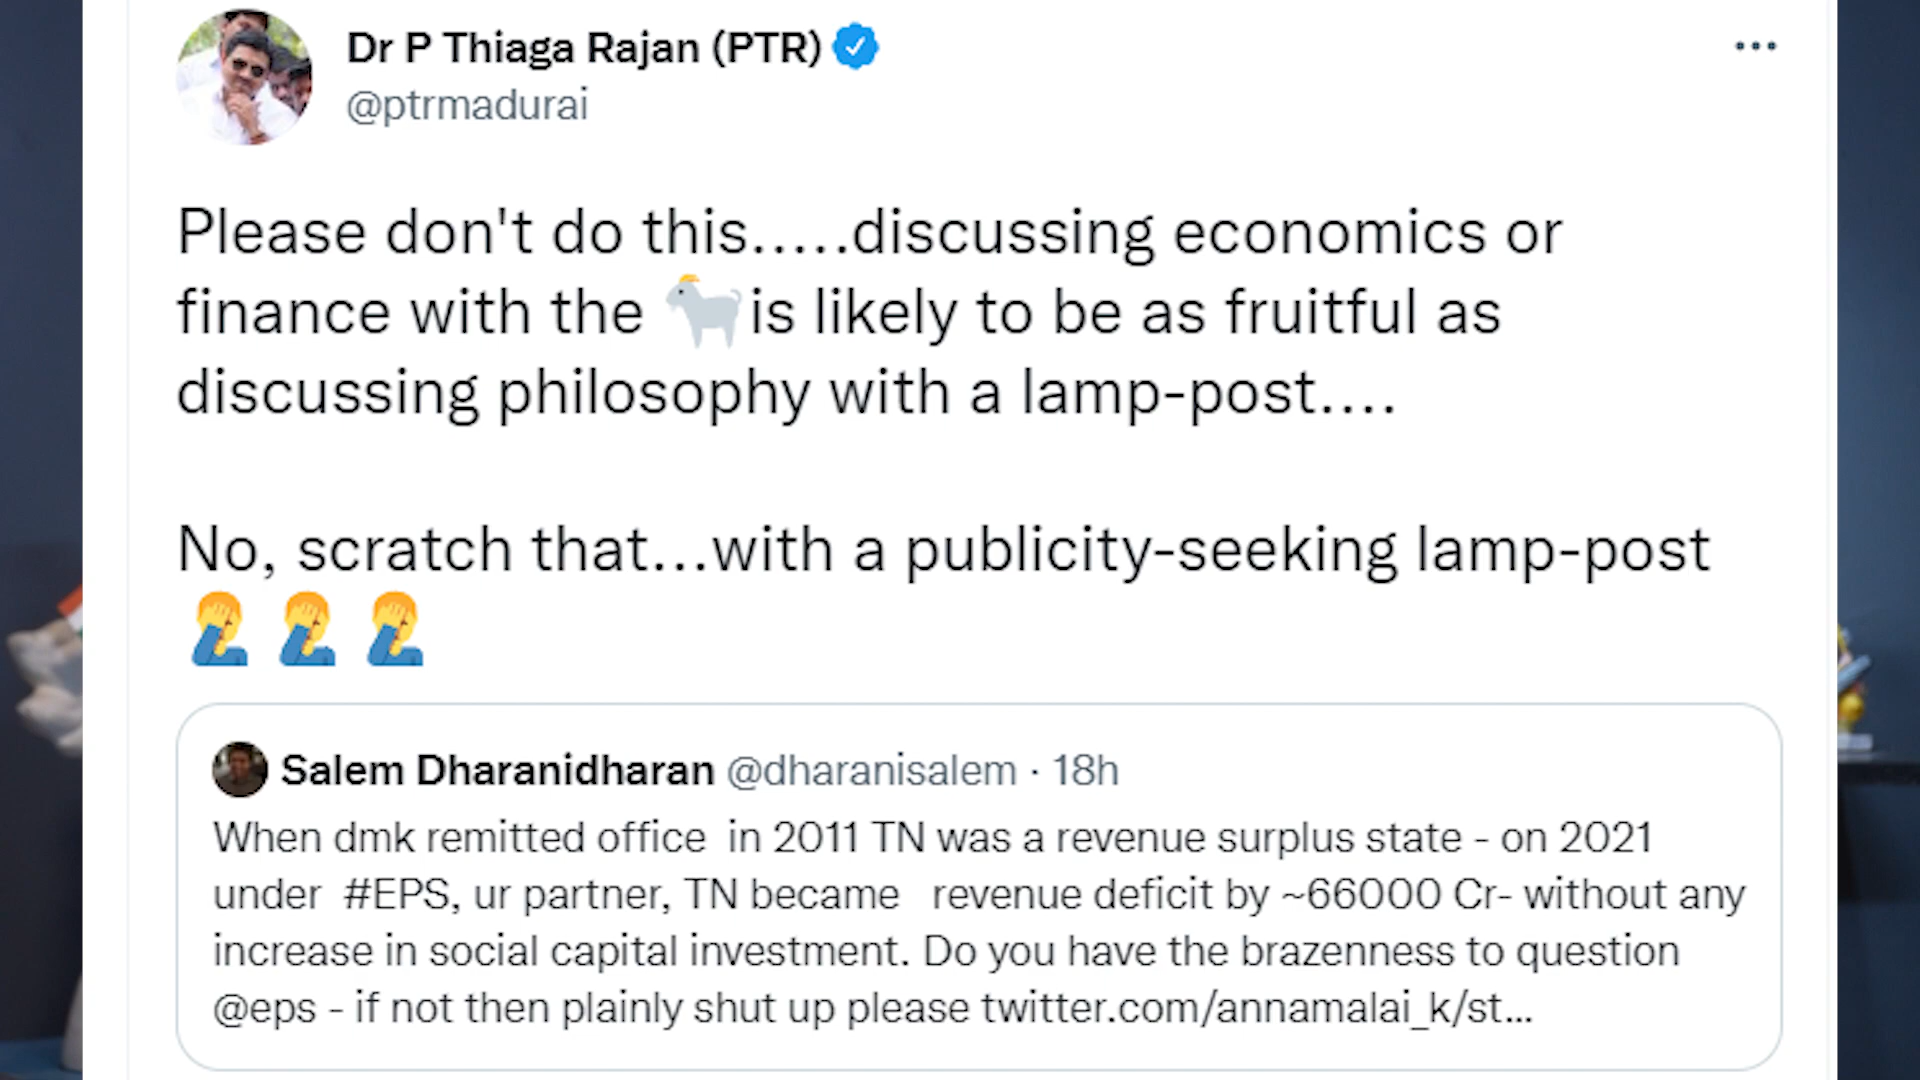 Dr P Thiaga Rajan (PTR)
@ptrmadurai
Please don't do this.....discussing economics or
finance with the 🐐is likely to be as fruitful as
discussing philosophy with a lamp-post....
No, scratch that...with a publicity-seeking lamp-post
🤦‍♂️ 🤦‍♂️ 🤦‍♂️
Salem Dharanidharan @dharanisalem · 18h
When dmk remitted office  in 2011 TN was a revenue surplus state - on 2021
under  #EPS, ur partner, TN became   revenue deficit by ~66000 Cr- without any
increase in social capital investment. Do you have the brazenness to question
@eps - if not then plainly shut up please twitter.com/annamalai_k/st...